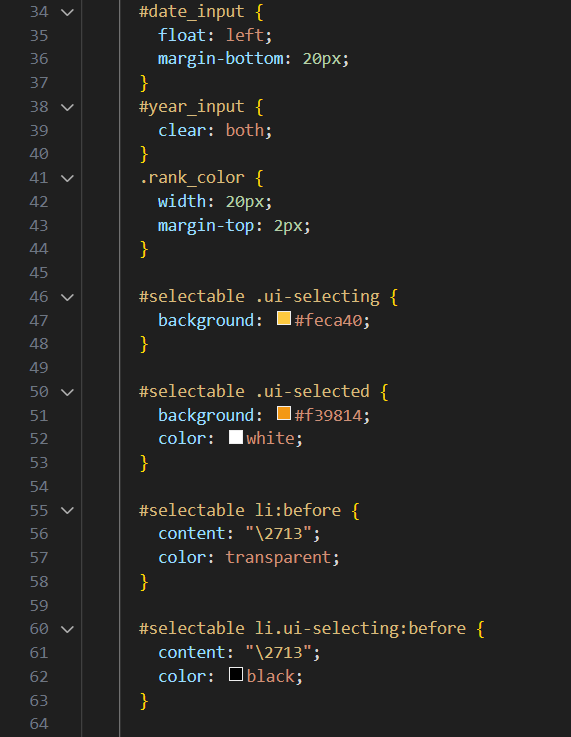 34 #date_input {
35 float: left;
36 margin-bottom: 20px;
37 }
38 #year_input {
39 clear: both;
40 }
41 .rank_color {
42 width: 20px;
43 margin-top: 2px;
44 }
45
46 #selectable .ui-selecting {
47 background: #feca40;
48 }
49
50 #selectable .ui-selected {
51 background: #f39814;
52 color: white;
53 }
54
55 #selectable li:before {
56 content: "\2713";
57 color: transparent;
58 }
59
60 #selectable li.ui-selecting:before {
61 content: "\2713";
62 color: black;
63 }
64